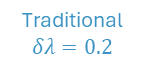 Traditional
δλ = 0.2